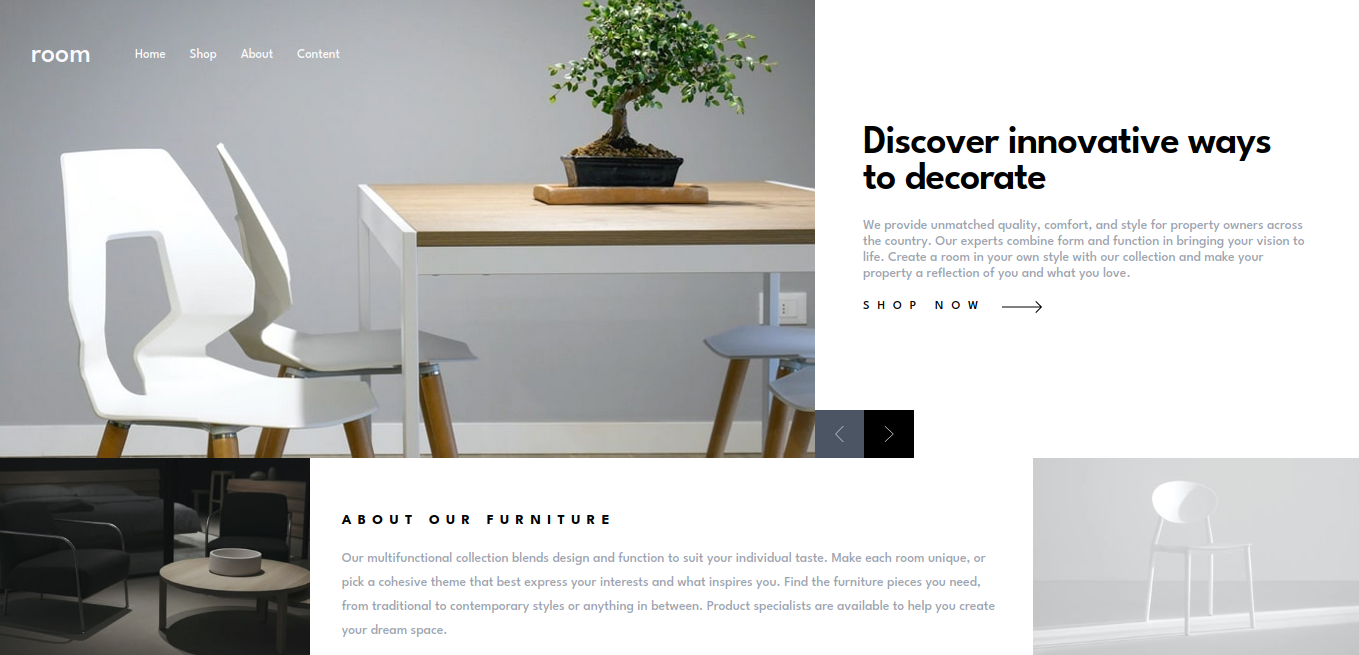 room
Home Shop About Content
Discover innovative ways
to decorate
We provide unmatched quality, comfort, and style for property owners across
the country. Our experts combine form and function in bringing your vision to
life. Create a room in your own style with our collection and make your
property a reflection of you and what you love.
SHOP NOW
ABOUT OUR FURNITURE
Our multifunctional collection blends design and function to suit your individual taste. Make each room unique, or
pick a cohesive theme that best express your interests and what inspires you. Find the furniture pieces you need,
from traditional to contemporary styles or anything in between. Product specialists are available to help you create
your dream space.